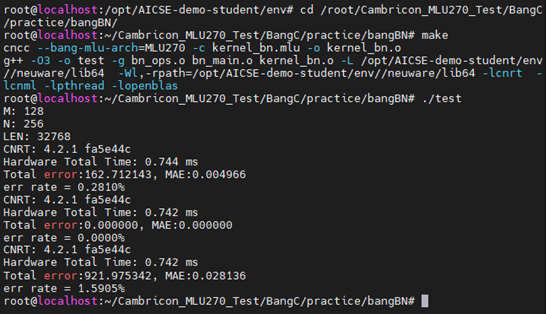 root@localhost:/opt/AICSE-demo-student/env# cd /root/Cambricon_MLU270_Test/BangC
/practice/bangBN/
root@localhost:~/Cambricon_MLU270_Test/BangC/practice/bangBN# make
cncc --bang-mlu-arch=MLU270 -c kernel_bn.mlu -o kernel_bn.o
g++ -O3 -o test -g bn_ops.o bn_main.o kernel_bn.o -L /opt/AICSE-demo-student/env
//neuware/lib64  -Wl,-rpath=/opt/AICSE-demo-student/env//neuware/lib64 -lcnrt  -
lcnml -lpthread -lopenblas
root@localhost:~/Cambricon_MLU270_Test/BangC/practice/bangBN# ./test
M: 128
N: 256
LEN: 32768
CNRT: 4.2.1 fa5e44c
Hardware Total Time: 0.744 ms
Total error:162.712143, MAE:0.004966
err rate = 0.2810%
CNRT: 4.2.1 fa5e44c
Hardware Total Time: 0.742 ms
Total error:0.000000, MAE:0.000000
err rate = 0.0000%
CNRT: 4.2.1 fa5e44c
Hardware Total Time: 0.742 ms
Total error:921.975342, MAE:0.028136
err rate = 1.5905%
root@localhost:~/Cambricon_MLU270_Test/BangC/practice/bangBN#